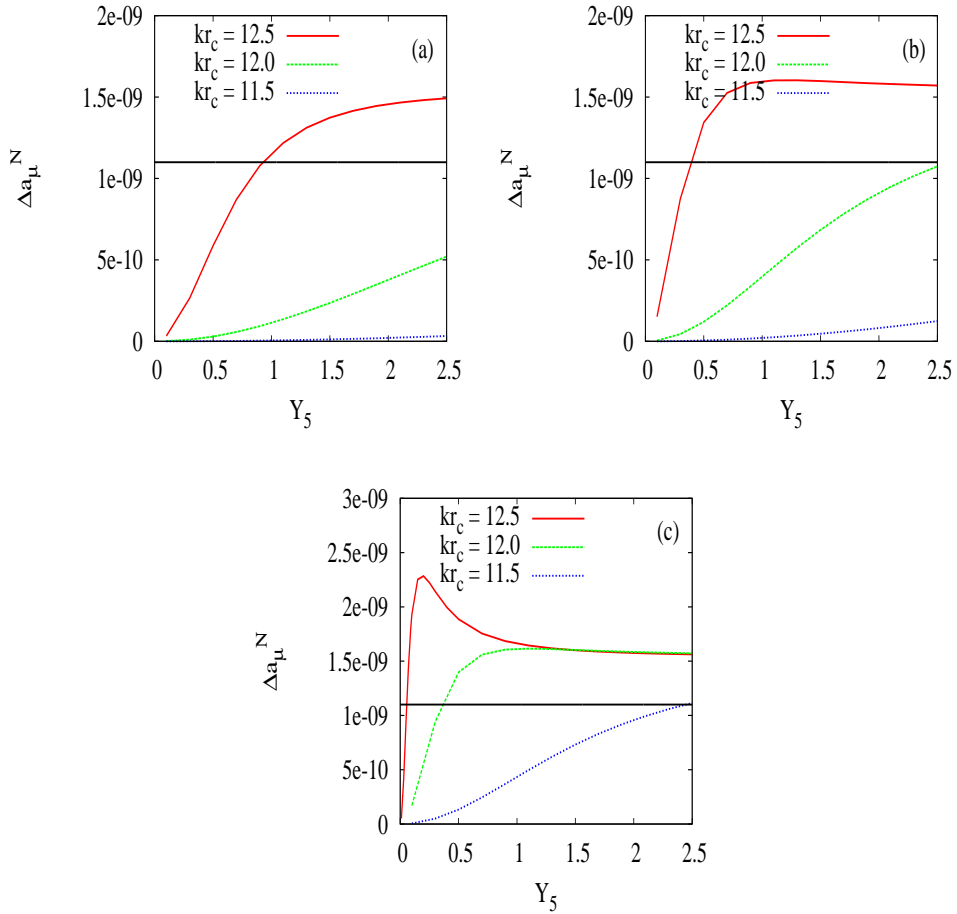 2e-09
kr_c = 12.5
(a)
kr_c = 12.0
1.5e-09
kr_c = 11.5
Δa_μ^N
1e-09
5e-10
0
0 0.5 1 1.5 2 2.5
Y_5
2e-09
kr_c = 12.5
(b)
kr_c = 12.0
1.5e-09
kr_c = 11.5
Δa_μ^N
1e-09
5e-10
0
0 0.5 1 1.5 2 2.5
Y_5
3e-09
kr_c = 12.5
(c)
kr_c = 12.0
2.5e-09
kr_c = 11.5
2e-09
Δa_μ^N
1.5e-09
1e-09
5e-10
0
0 0.5 1 1.5 2 2.5
Y_5